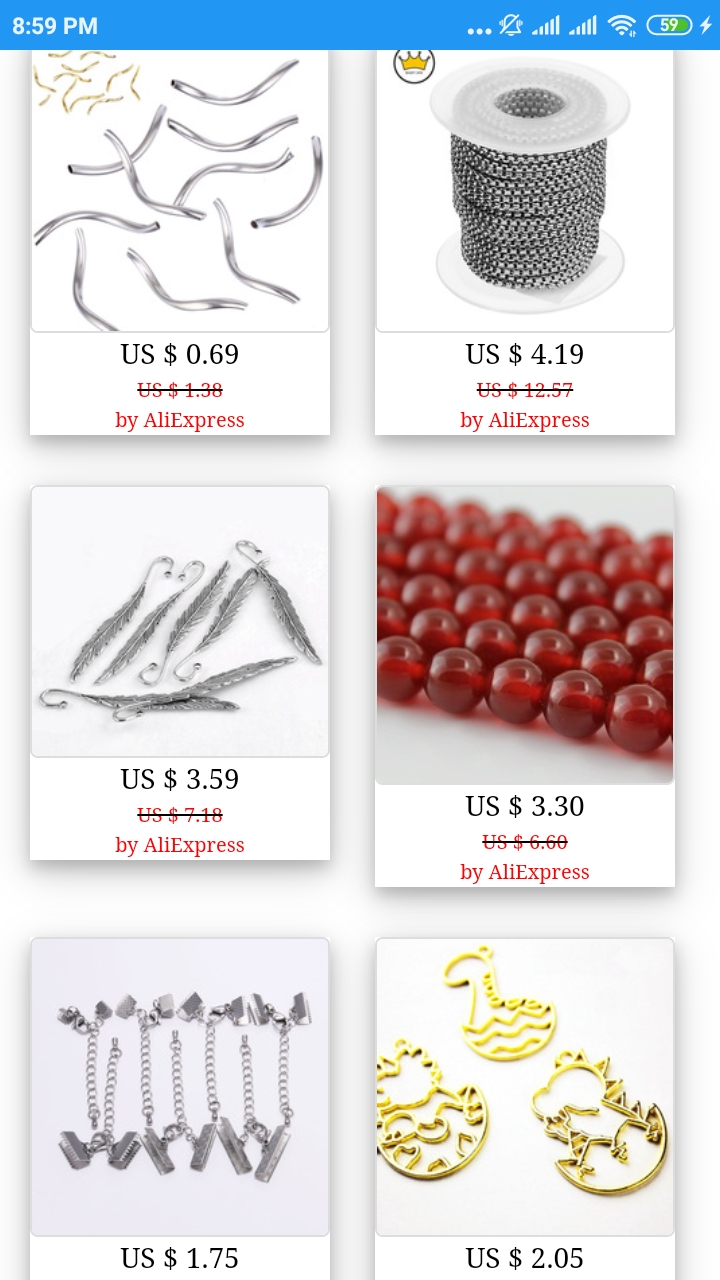 8:59 PM
59
US $ 0.69
US $ 1.38
by AliExpress
US $ 4.19
US $ 12.57
by AliExpress
US $ 3.59
US $ 7.18
by AliExpress
US $ 3.30
US $ 6.60
by AliExpress
US $ 1.75
US $ 2.05